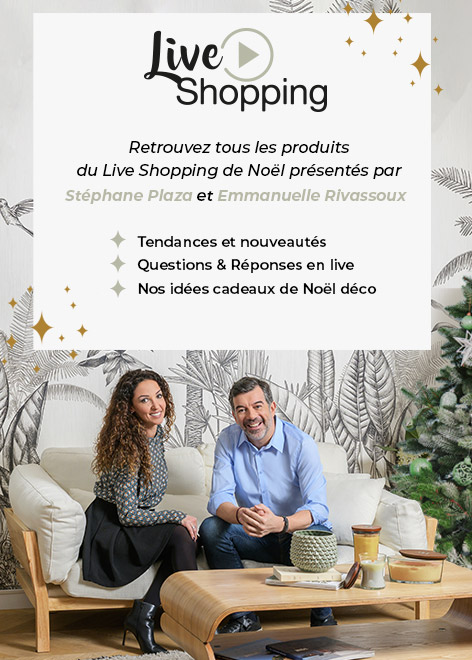 Live
Shopping
Retrouvez tous les produits
du Live Shopping de Noël présentés par
Stéphane Plaza et Emmanuelle Rivassoux
Tendances et nouveautés
Questions & Réponses en live
Nos idées cadeaux de Noël déco